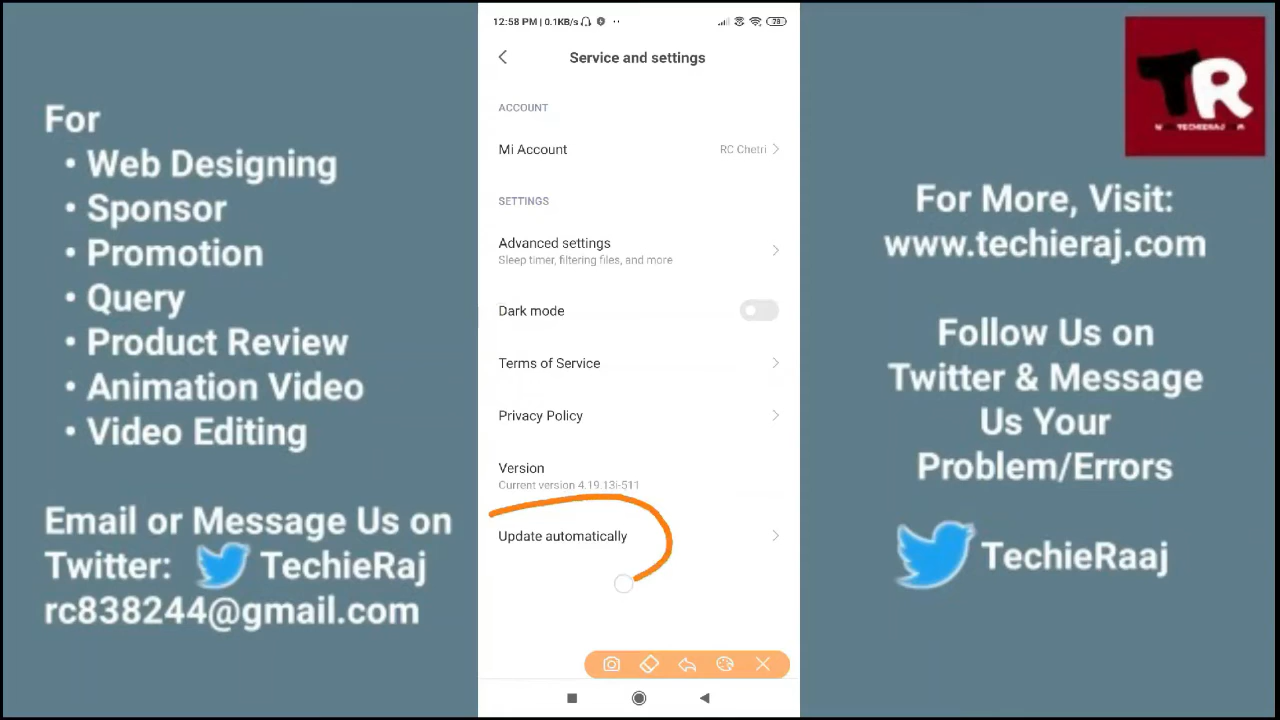 For
• Web Designing
• Sponsor
• Promotion
• Query
• Product Review
• Animation Video
• Video Editing
Email or Message Us on
Twitter: TechieRaj
rc838244@gmail.com
12:58 PM | 0.1KB/s
78
Service and settings
ACCOUNT
Mi Account
RC Chetri
SETTINGS
Advanced settings
Sleep timer, filtering files, and more
Dark mode
Terms of Service
Privacy Policy
Version
Current version 4.19.13i-511
Update automatically
TR
For More, Visit:
www.techieraj.com
Follow Us on
Twitter & Message
Us Your
Problem/Errors
TechieRaaj